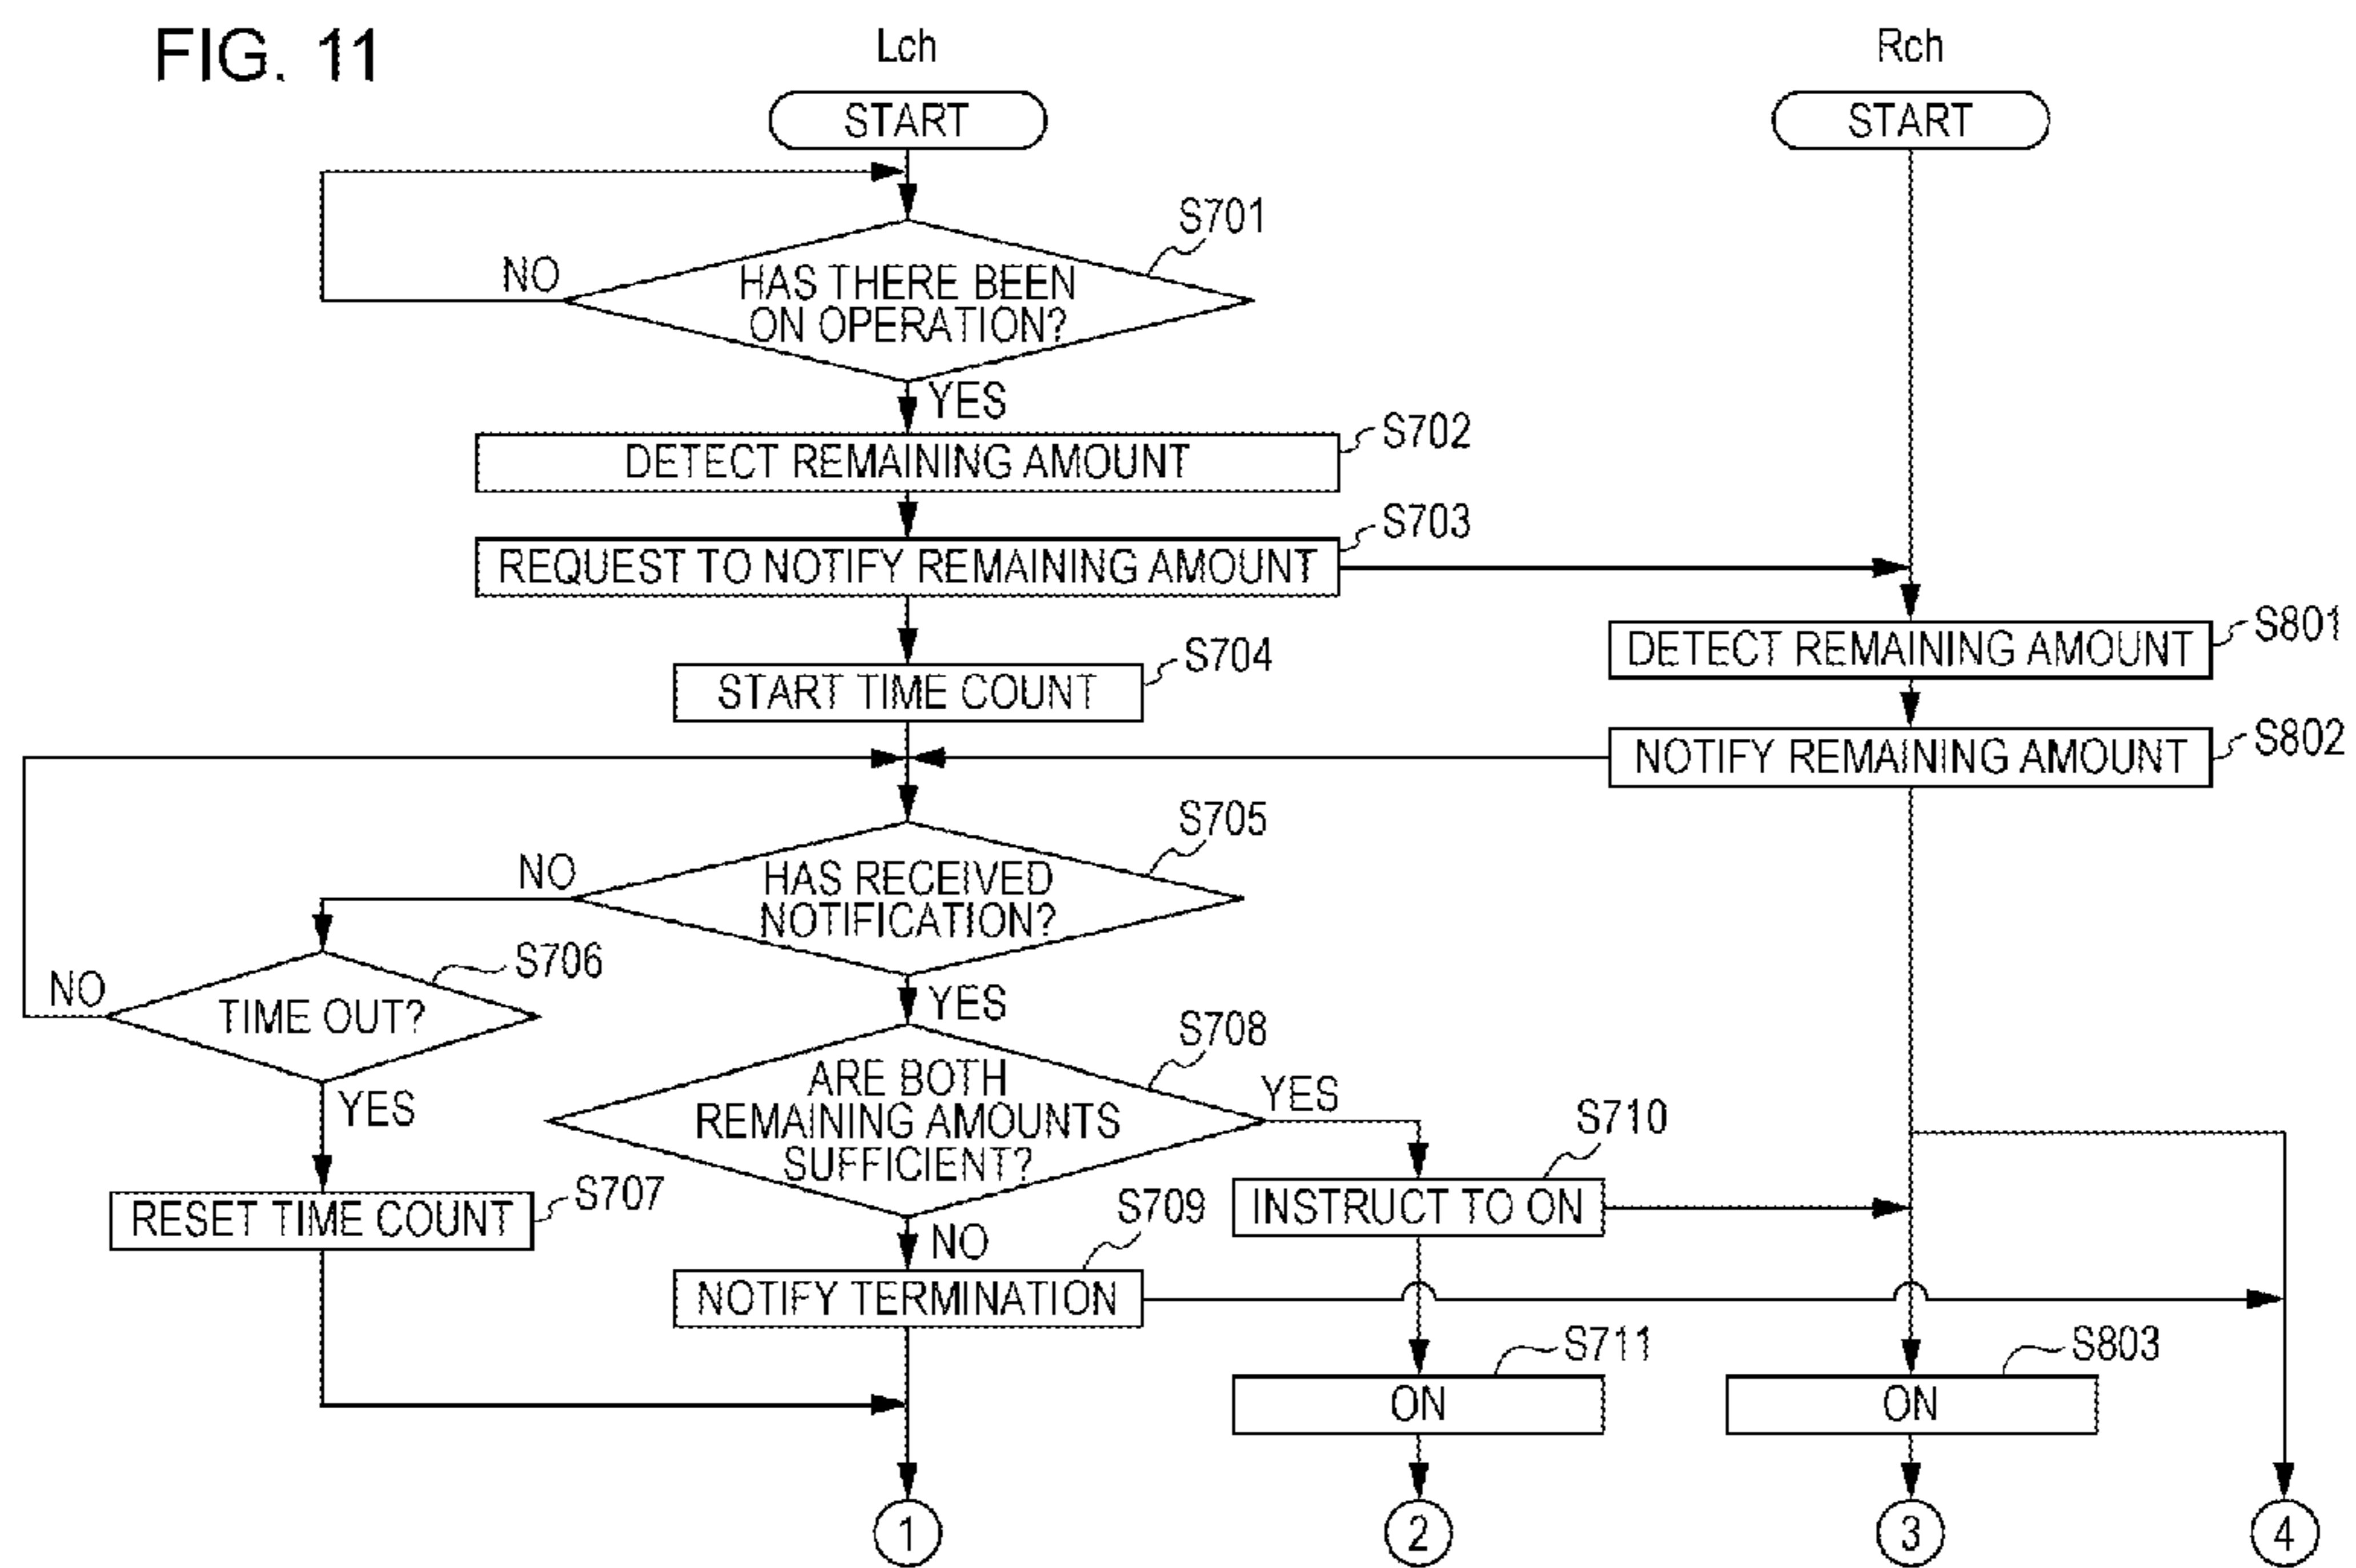 FIG. 11
Lch
Rch
START
START
S701
NO
HAS THERE BEEN
ON OPERATION?
YES
S702
DETECT REMAINING AMOUNT
S703
REQUEST TO NOTIFY REMAINING AMOUNT
S801
DETECT REMAINING AMOUNT
S704
START TIME COUNT
S802
NOTIFY REMAINING AMOUNT
S705
NO
HAS RECEIVED
NOTIFICATION?
S706
NO
TIME OUT?
YES
YES
S708
ARE BOTH
REMAINING AMOUNTS
SUFFICIENT?
YES
S710
INSTRUCT TO ON
S707
RESET TIME COUNT
NO
S709
NOTIFY TERMINATION
S711
ON
S803
ON
1
2
3
4